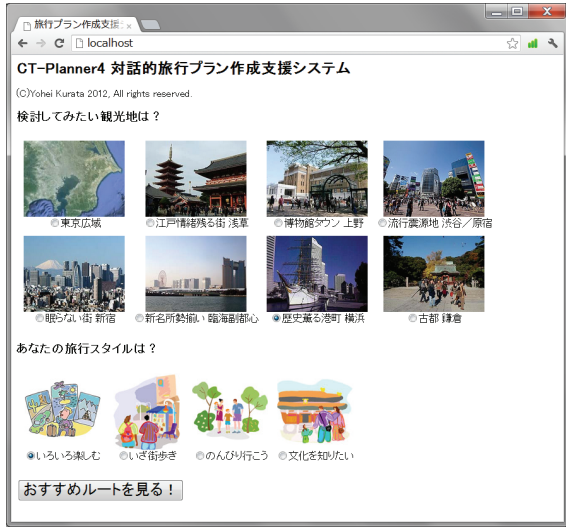 旅行プラン作成支援
localhost
CT-Planner4 対話的旅行プラン作成支援システム
(C)Yohei Kurata 2012, All rights reserved.
検討してみたい観光地は？
東京広域 江戸情緒残る街 浅草 博物館タウン 上野 流行震源地 渋谷／原宿
眠らない街 新宿 新名所勢揃い 臨海副都心 歴史薫る港町 横浜 古都 鎌倉
あなたの旅行スタイルは？
いろいろ楽しむ いざ街歩き のんびり行こう 文化を知りたい
おすすめルートを見る！